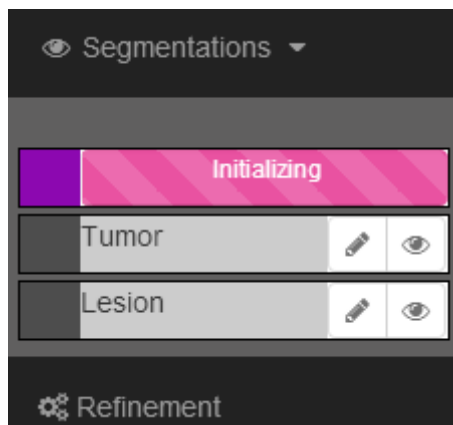 Segmentations
Initializing
Tumor
Lesion
Refinement